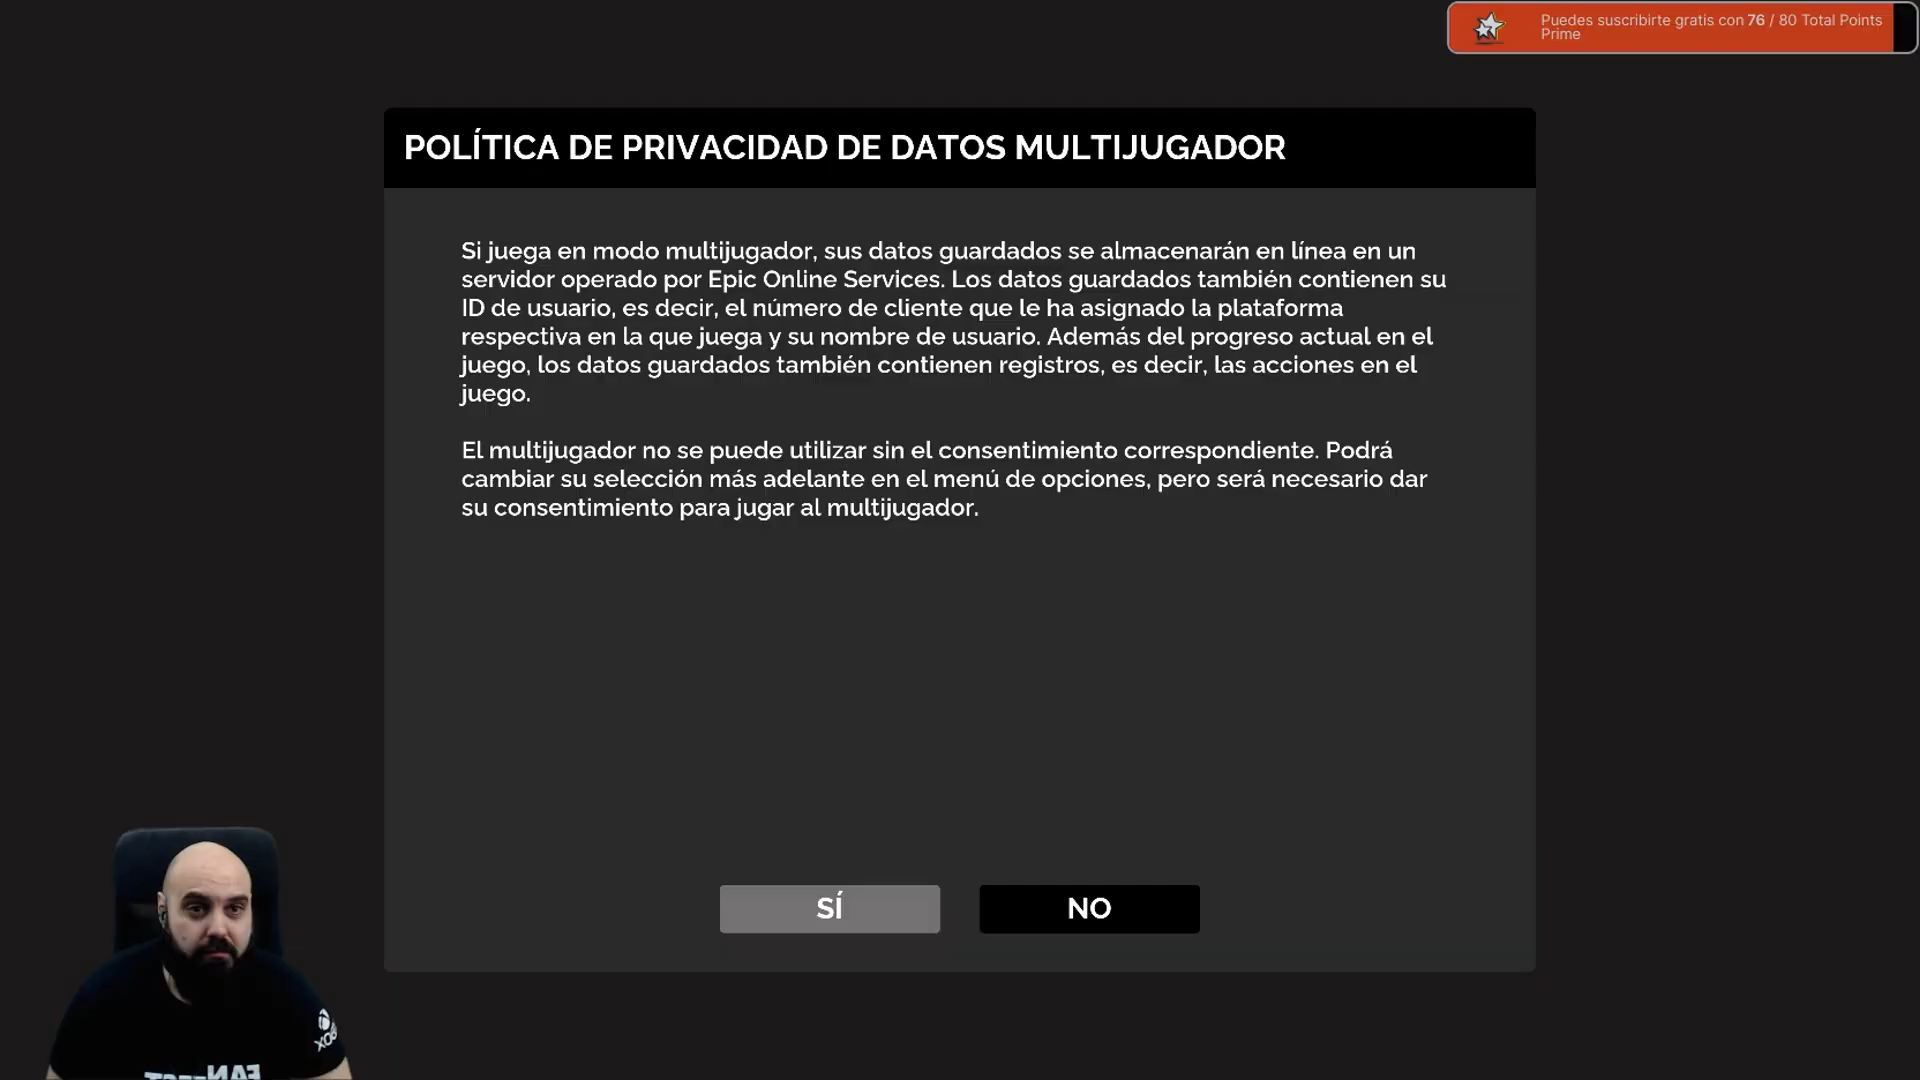 Puedes suscribirte gratis con 76 / 80 Total Points
Prime
POLÍTICA DE PRIVACIDAD DE DATOS MULTIJUGADOR
Si juega en modo multijugador, sus datos guardados se almacenarán en línea en un
servidor operado por Epic Online Services. Los datos guardados también contienen su
ID de usuario, es decir, el número de cliente que le ha asignado la plataforma
respectiva en la que juega y su nombre de usuario. Además del progreso actual en el
juego, los datos guardados también contienen registros, es decir, las acciones en el
juego.
El multijugador no se puede utilizar sin el consentimiento correspondiente. Podrá
cambiar su selección más adelante en el menú de opciones, pero será necesario dar
su consentimiento para jugar al multijugador.
SÍ
NO
XBOX